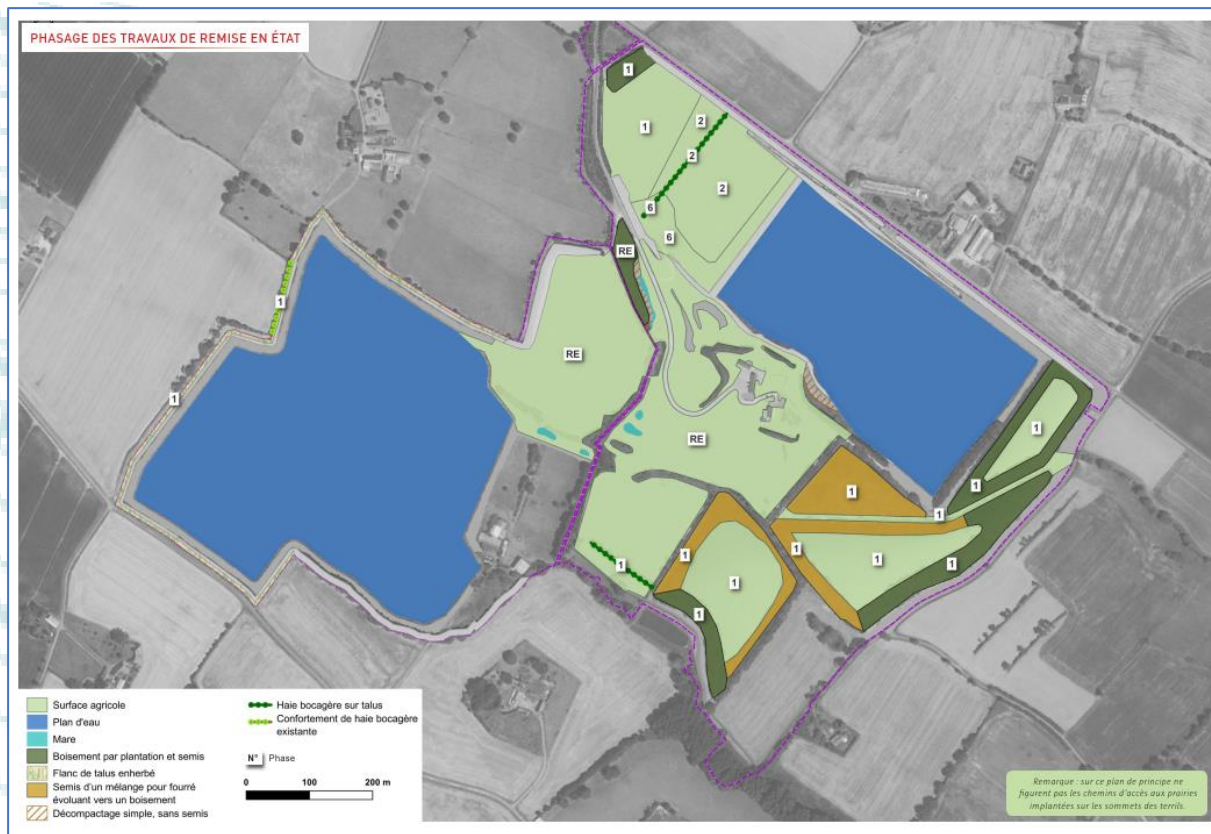 PHASAGE DES TRAVAUX DE REMISE EN ÉTAT
1
1
2
2
2
6
6
RE
1
RE
1
RE
1
1
1
1
1
1
1
1
1
1
1
1
Surface agricole
Plan d'eau
Mare
Boisement par plantation et semis
Flanc de talus enherbé
Semis d'un mélange pour fourré
évoluant vers un boisement
Décompactage simple, sans semis
Haie bocagère sur talus
Confortement de haie bocagère
existante
N° Phase
0 100 200 m
Remarque : sur ce plan de principe ne
figurent pas les chemins d'accès aux prairies
implantées sur les sommets des terrils.